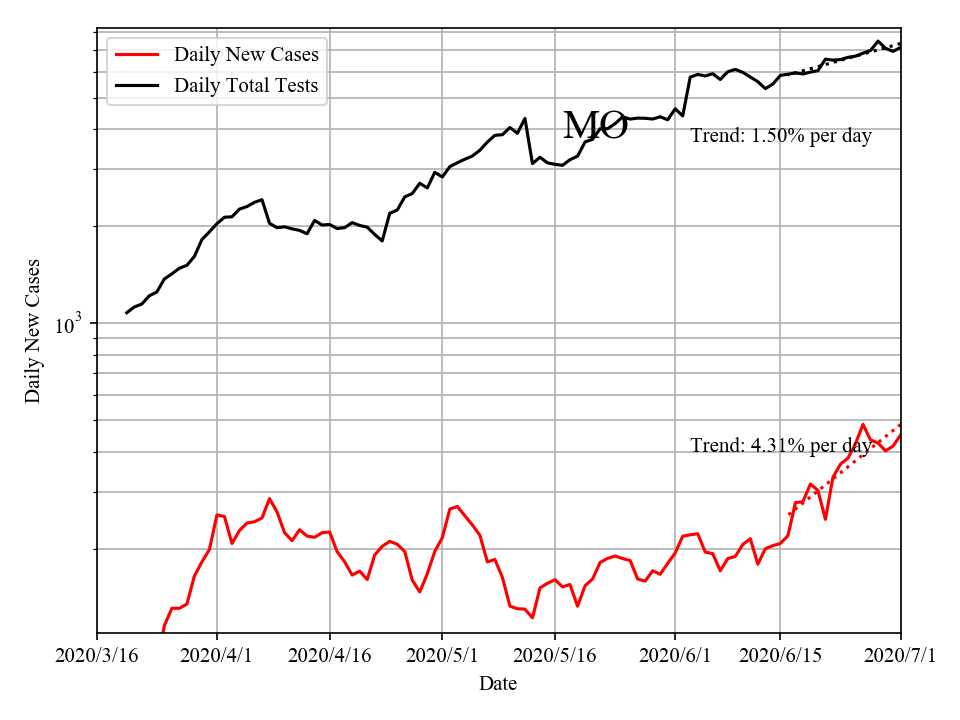 Daily New Cases
Daily Total Tests
MO
Trend: 1.50% per day
Trend: 4.31% per day
Daily New Cases
10³
2020/3/16 2020/4/1 2020/4/16 2020/5/1 2020/5/16 2020/6/1 2020/6/15 2020/7/1
Date